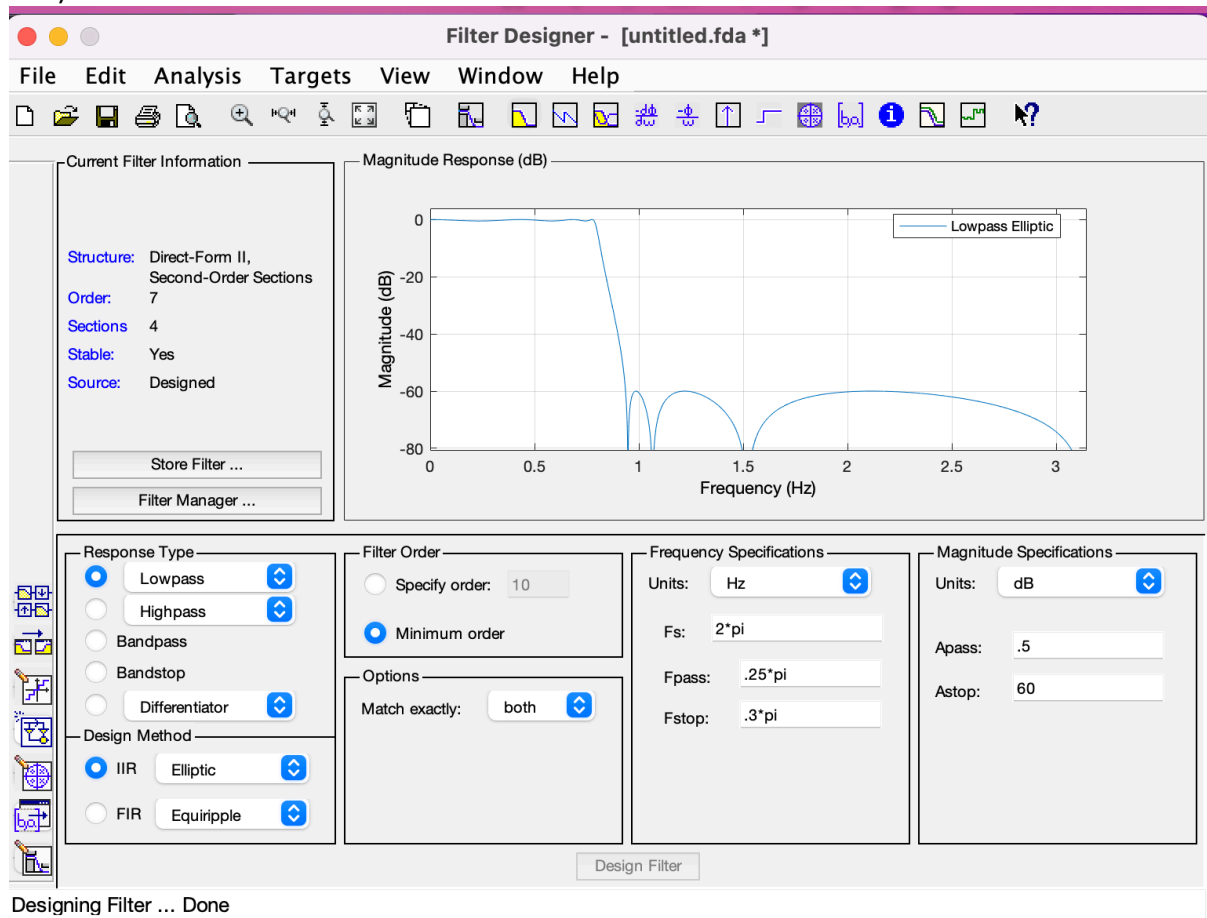 Filter Designer - [untitled.fda *]
File Edit Analysis Targets View Window Help
Current Filter Information
Structure: Direct-Form II,
Second-Order Sections
Order: 7
Sections 4
Stable: Yes
Source: Designed
Store Filter ...
Filter Manager ...
Magnitude Response (dB)
Lowpass Elliptic
Magnitude (dB)
0
-20
-40
-60
-80
0 0.5 1 1.5 2 2.5 3
Frequency (Hz)
Response Type
Lowpass
Highpass
Bandpass
Bandstop
Differentiator
Design Method
IIR Elliptic
FIR Equiripple
Filter Order
Specify order: 10
Minimum order
Options
Match exactly: both
Frequency Specifications
Units: Hz
Fs: 2*pi
Fpass: .25*pi
Fstop: .3*pi
Magnitude Specifications
Units: dB
Apass: .5
Astop: 60
Design Filter
Designing Filter ... Done